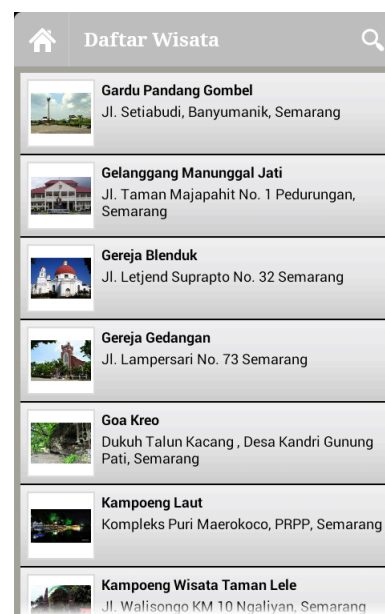 Daftar Wisata
Gardu Pandang Gombel
Jl. Setiabudi, Banyumanik, Semarang
Gelanggang Manunggal Jati
Jl. Taman Majapahit No. 1 Pedurungan,
Semarang
Gereja Blenduk
Jl. Letjend Suprapto No. 32 Semarang
Gereja Gedangan
Jl. Lampersari No. 73 Semarang
Goa Kreo
Dukuh Talun Kacang , Desa Kandri Gunung
Pati, Semarang
Kampoeng Laut
Kompleks Puri Maerokoco, PRPP, Semarang
Kampoeng Wisata Taman Lele
Jl. Walisongo KM 10 Ngaliyan, Semarang